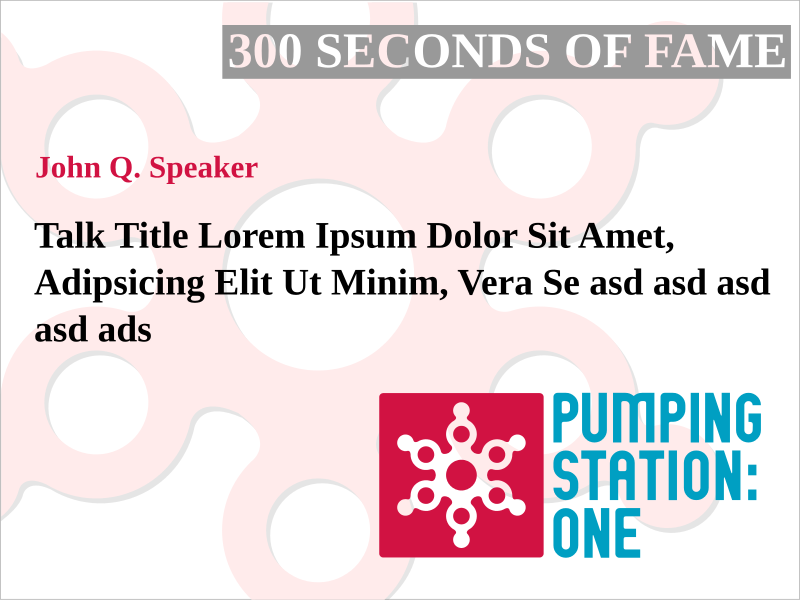 300 SECONDS OF FAME
John Q. Speaker
Talk Title Lorem Ipsum Dolor Sit Amet,
Adipsicing Elit Ut Minim, Vera Se asd asd asd
asd ads
PUMPING
STATION:
ONE